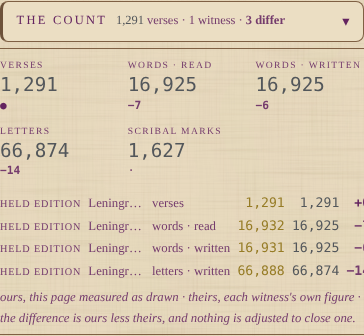 THE COUNT 1,291 verses · 1 witness · 3 differ ▼
VERSES WORDS · READ WORDS · WRITTEN
1,291 16,925 16,925
● −7 −6
LETTERS SCRIBAL MARKS
66,874 1,627
−14 ·
HELD EDITION Leningr… verses 1,291 1,291
HELD EDITION Leningr… words · read 16,932 16,925
HELD EDITION Leningr… words · written 16,931 16,925
HELD EDITION Leningr… letters · written 66,888 66,874
ours, this page measured as drawn · theirs, each witness's own figure ·
the difference is ours less theirs, and nothing is adjusted to close one.